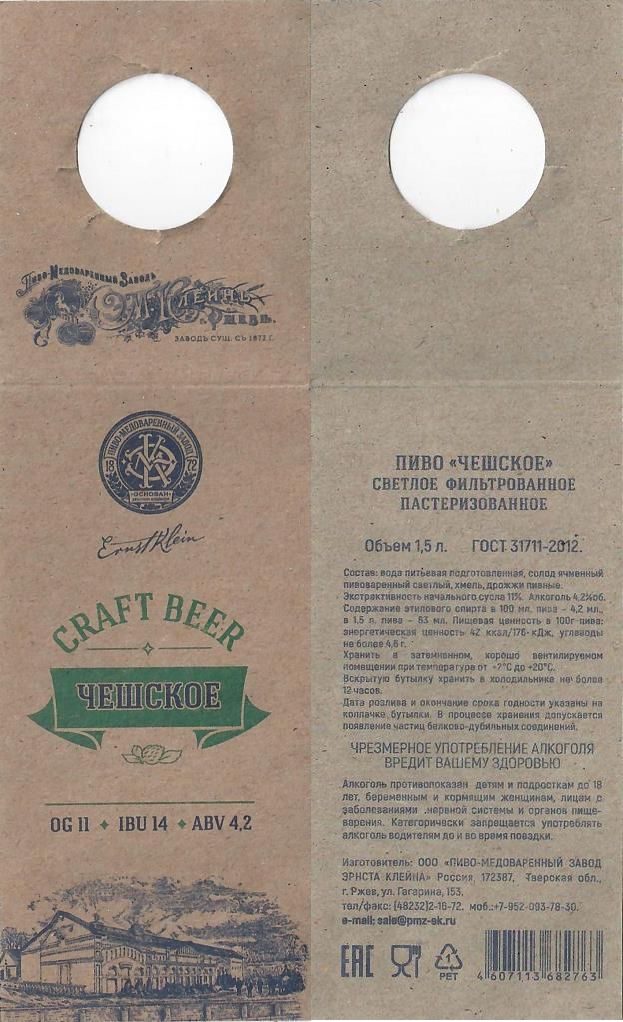 Пиво-Медоваренный Заводъ
Э.М. Клейнъ
г. Ржевъ.
ЗАВОДЪ СУЩ. СЪ 1872 Г.
ПИВО-МЕДОВАРЕННЫЙ ЗАВОД
18 72
ОСНОВАН
Ernst Klein
CRAFT BEER
ЧЕШСКОЕ
OG 11 ✦ IBU 14 ✦ ABV 4,2
ПИВО «ЧЕШСКОЕ»
СВЕТЛОЕ ФИЛЬТРОВАННОЕ
ПАСТЕРИЗОВАННОЕ
Объем 1,5 л. ГОСТ 31711-2012.
Состав: вода питьевая подготовленная, солод ячменный
пивоваренный светлый, хмель, дрожжи пивные.
Экстрактивность начального сусла 11%. Алкоголь 4,2%об.
Содержание этилового спирта в 100 мл. пива – 4,2 мл.,
в 1,5 л. пива – 63 мл. Пищевая ценность в 100г пива:
энергетическая ценность 42 ккал/176-кДж, углеводы
не более 4,6 г.
Хранить в затемненном, хорошо вентилируемом
помещении при температуре от +2°С до +20°С.
Вскрытую бутылку хранить в холодильнике не более
12 часов.
Дата розлива и окончание срока годности указаны на
колпачке бутылки. В процессе хранения допускается
появление частиц белково-дубильных соединений.
ЧРЕЗМЕРНОЕ УПОТРЕБЛЕНИЕ АЛКОГОЛЯ
ВРЕДИТ ВАШЕМУ ЗДОРОВЬЮ
Алкоголь противопоказан детям и подросткам до 18
лет, беременным и кормящим женщинам, лицам с
заболеваниями .нервной системы и органов пище-
варения. Категорически запрещается употреблять
алкоголь водителям до и во время поездки.
Изготовитель: ООО «ПИВО-МЕДОВАРЕННЫЙ ЗАВОД
ЭРНСТА КЛЕЙНА» Россия, 172387, Тверская обл.,
г. Ржев, ул. Гагарина, 153.
тел/факс: (48232)2-16-72. моб.:+7-952-093-78-30.
e-mail: sale@pmz-ek.ru
EAC
PET
4 607113 682763